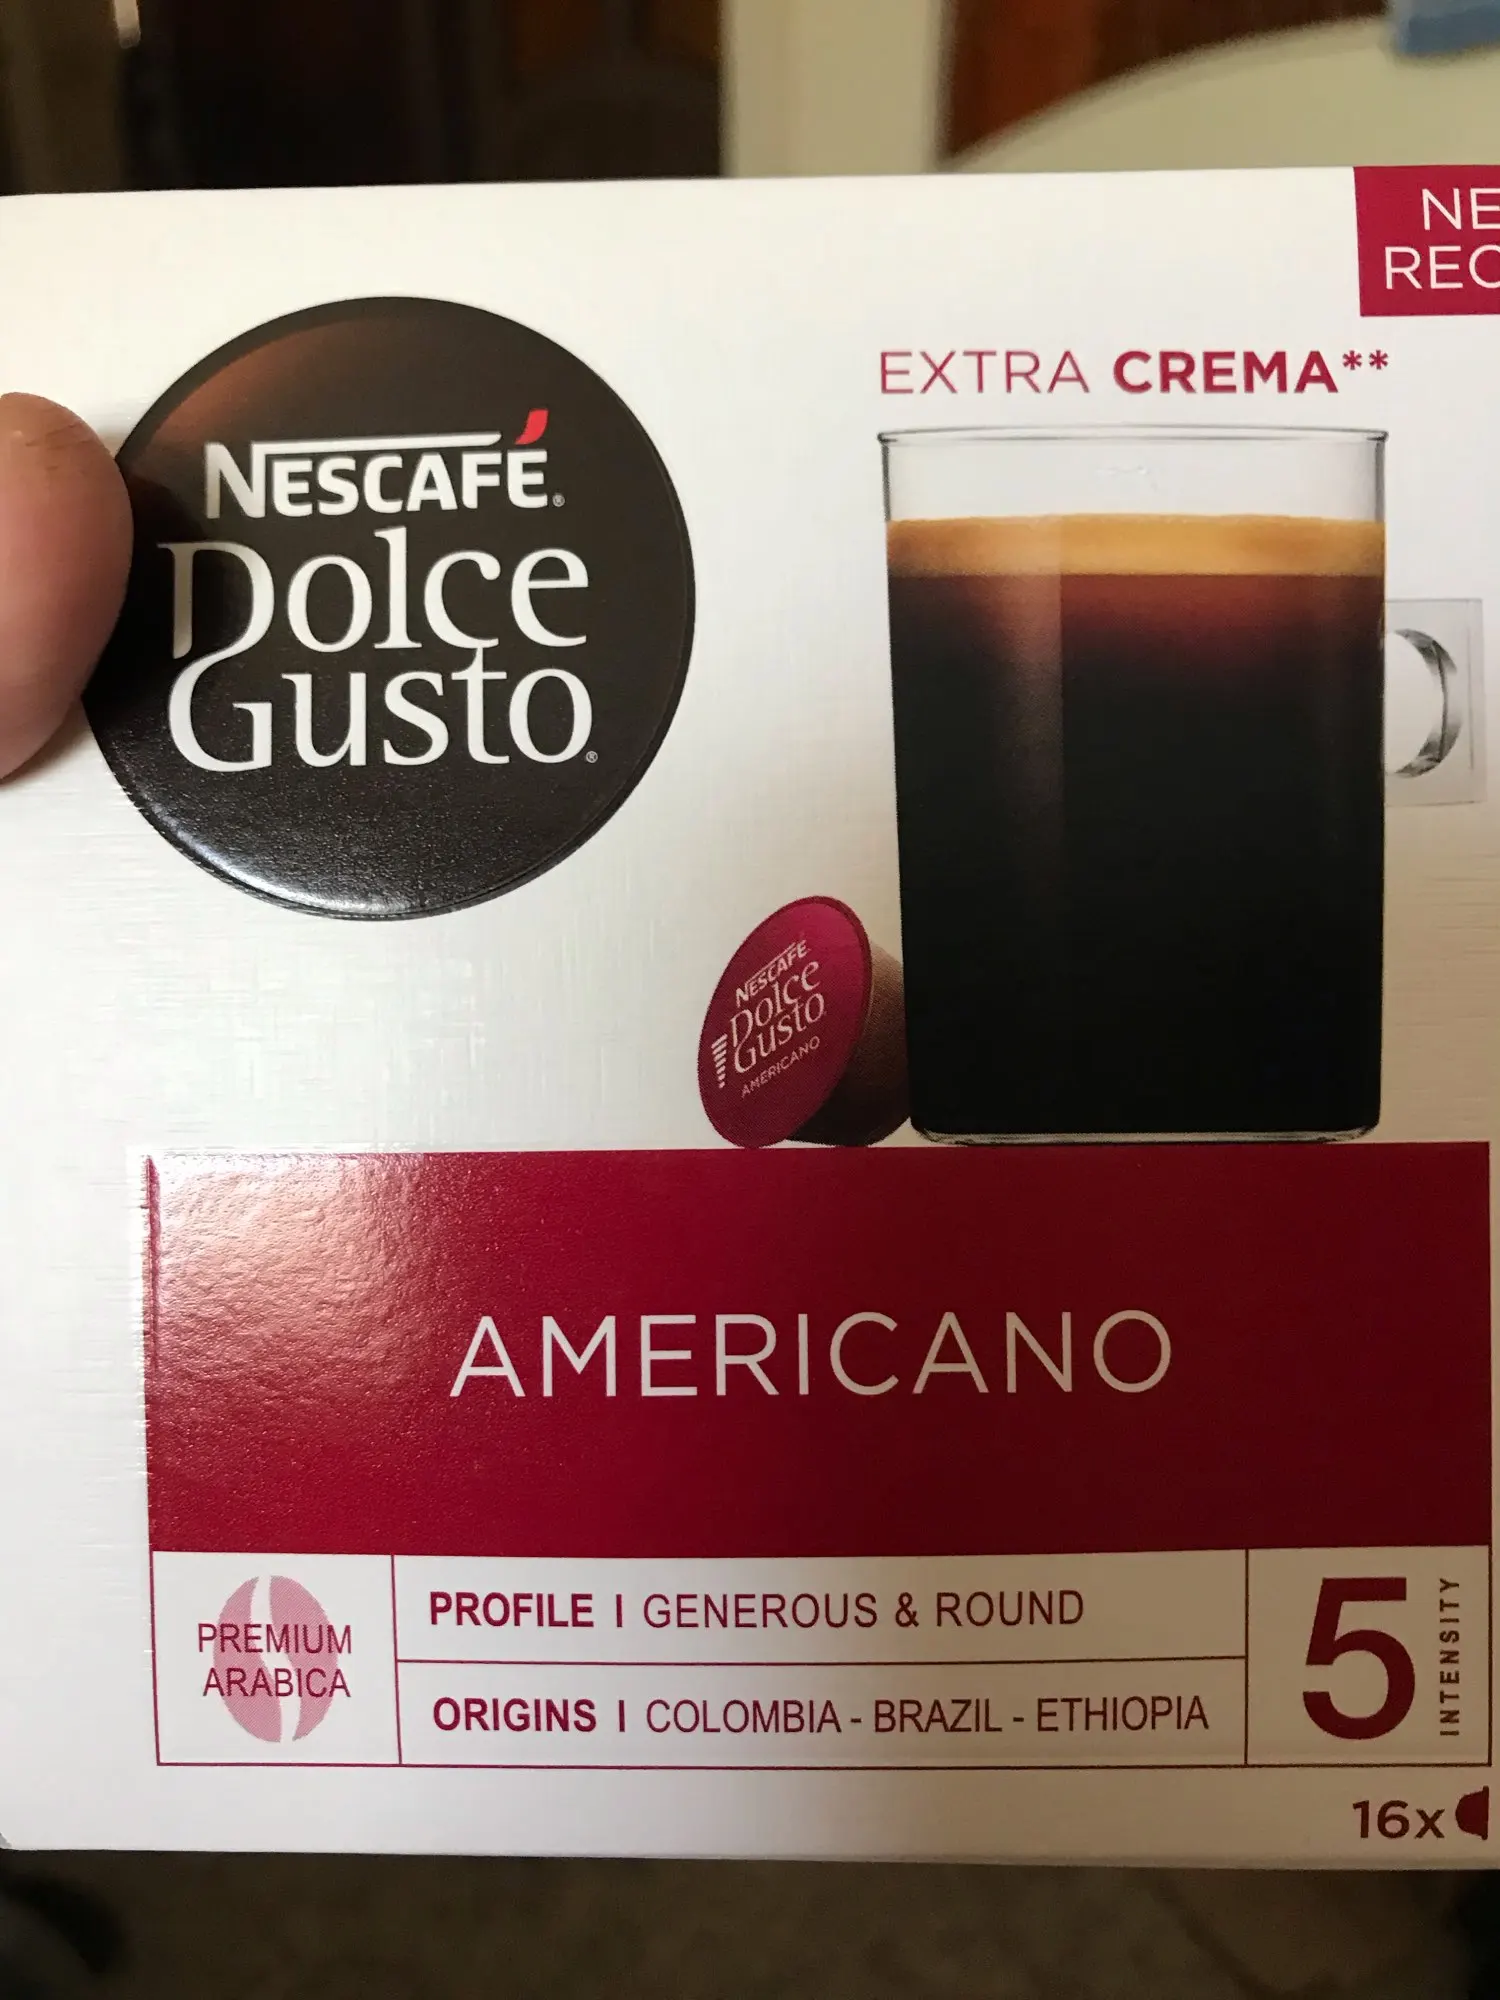 NE
REC
EXTRA CREMA**
NESCAFÉ®
Dolce
Gusto®
NESCAFÉ
Dolce
Gusto
AMERICANO
AMERICANO
PREMIUM
ARABICA
PROFILE | GENEROUS & ROUND
ORIGINS | COLOMBIA - BRAZIL - ETHIOPIA
5
INTENSITY
16x